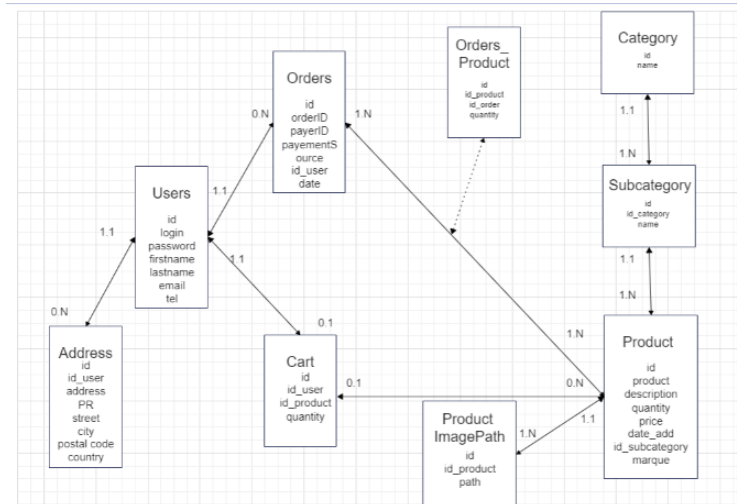 Orders
id
orderID
payerID
payementS
ource
id_user
date
Orders_
Product
id
id_product
id_order
quantity
Category
id
name
0.N
1.N
1.1
1.N
Users
id
login
password
firstname
lastname
email
tel
1.1
Subcategory
id
id_category
name
1.1
1.1
1.1
1.N
0.N
0.1
1.N
Address
id
id_user
address
PR
street
city
postal code
country
Cart
id
id_user
id_product
quantity
0.1
0.N
Product
id
product
description
quantity
price
date_add
id_subcategory
marque
Product
ImagePath
id
id_product
path
1.N
1.1